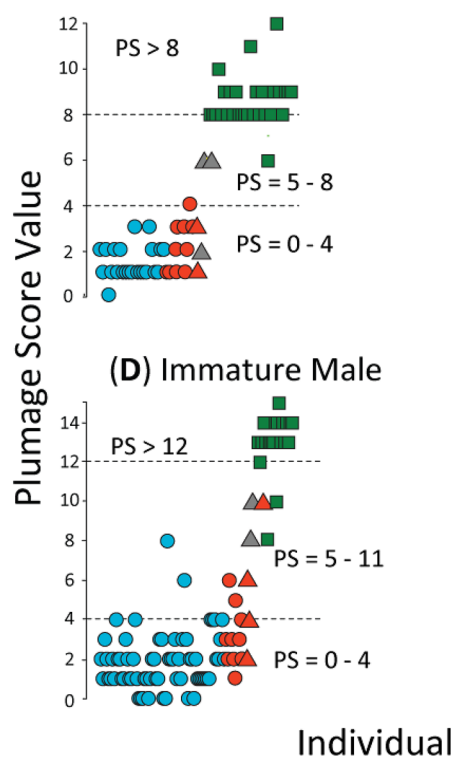 12
PS > 8
10
8
6
PS = 5 - 8
4
PS = 0 - 4
2
0
Plumage Score Value
(D) Immature Male
14
PS > 12
12
10
8
PS = 5 - 11
6
4
PS = 0 - 4
2
0
Individual